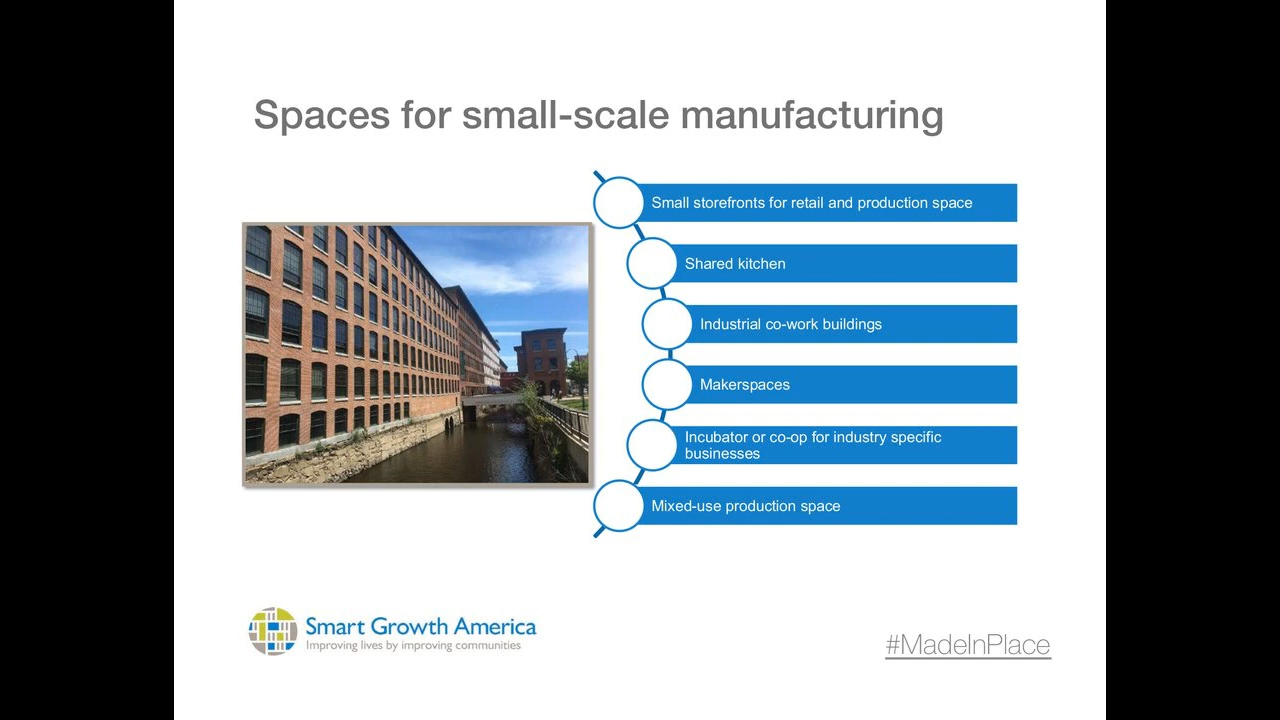 Spaces for small-scale manufacturing
Small storefronts for retail and production space
Shared kitchen
Industrial co-work buildings
Makerspaces
Incubator or co-op for industry specific
businesses
Mixed-use production space
Smart Growth America
Improving lives by improving communities
#MadeInPlace